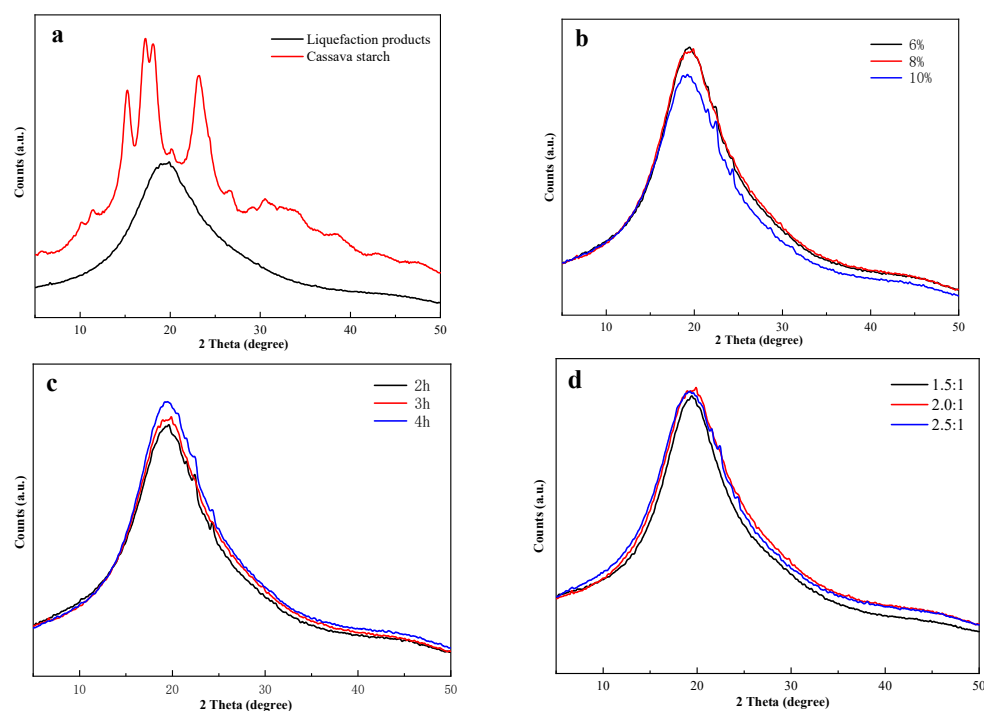 a
Liquefaction products
Cassava starch
Counts (a.u.)
10 20 30 40 50
2 Theta (degree)
b
6%
8%
10%
Counts (a.u.)
10 20 30 40 50
2 Theta (degree)
c
2h
3h
4h
Counts (a.u.)
10 20 30 40 50
2 Theta (degree)
d
1.5:1
2.0:1
2.5:1
Counts (a.u.)
10 20 30 40 50
2 Theta (degree)